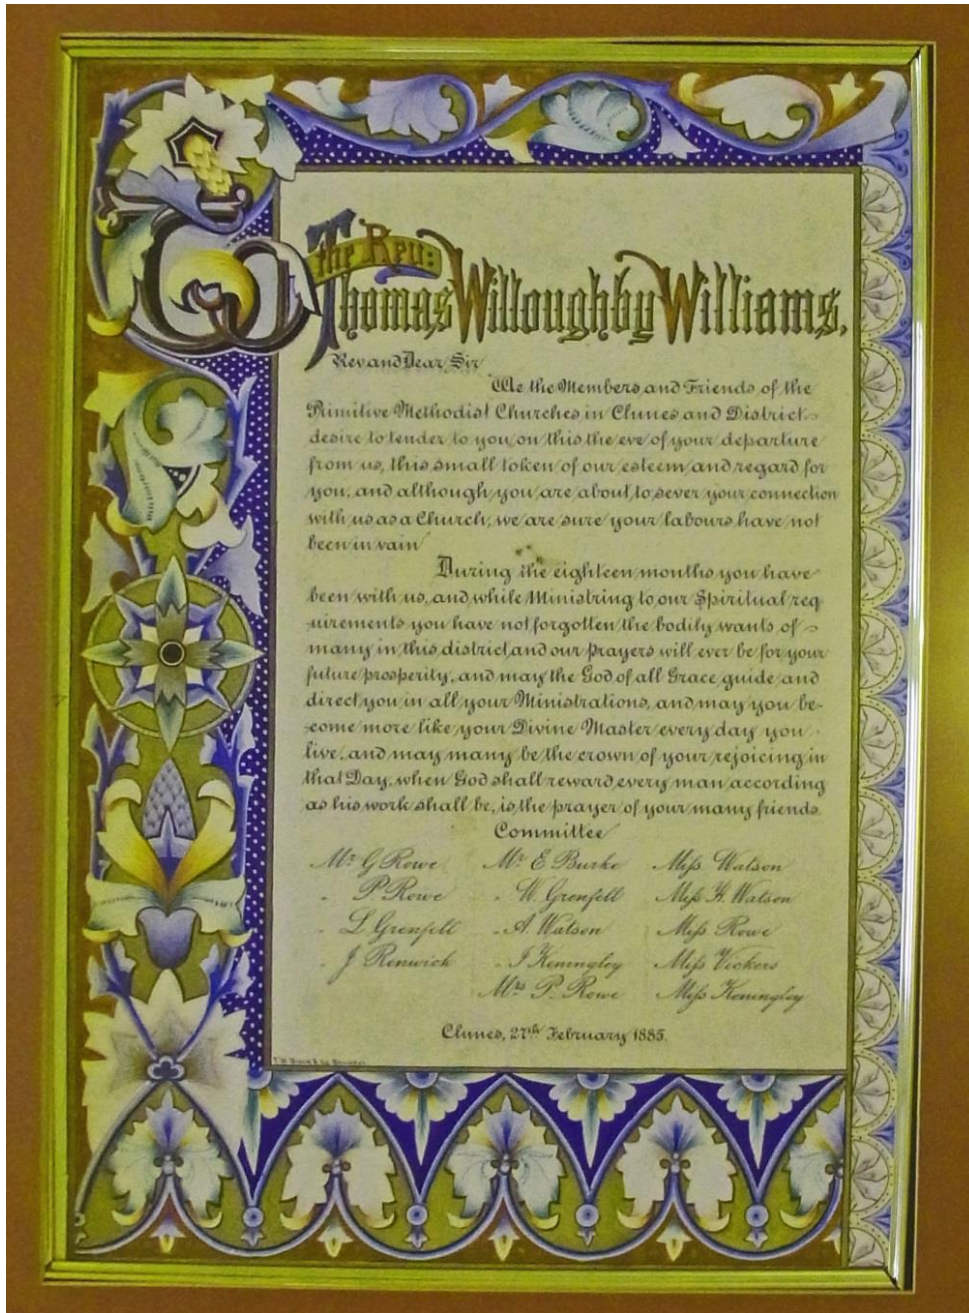 To
the Rev:
Thomas Willoughby Williams.
Rev and Dear Sir
We the Members and Friends of the
Primitive Methodist Churches in Clunes and District
desire to tender to you, on this the eve of your departure
from us, this small token of our esteem and regard for
you, and although you are about to sever your connection
with us as a Church, we are sure your labours have not
been in vain
During the eighteen months you have
been with us, and while Ministring to our Spiritual req
uirements you have not forgotten the bodily wants of
many in this district, and our prayers will ever be for your
future prosperity, and may the God of all Grace guide and
direct you in all your Ministrations, and may you be-
come more like your Divine Master every day you
live, and may many be the crown of your rejoicing in
that Day, when God shall reward every man according
as his work shall be, is the prayer of your many friends.
Committee
Mr G Rowe Mr E Burke Miss Watson
" P. Rowe " W. Grenfell Miss H. Watson
" L Grenfell " A. Watson Miss Rowe
" J Renwick " I Keningley Miss Vickers
Mrs P. Rowe Miss Keningley
Clunes, 27th February 1885.